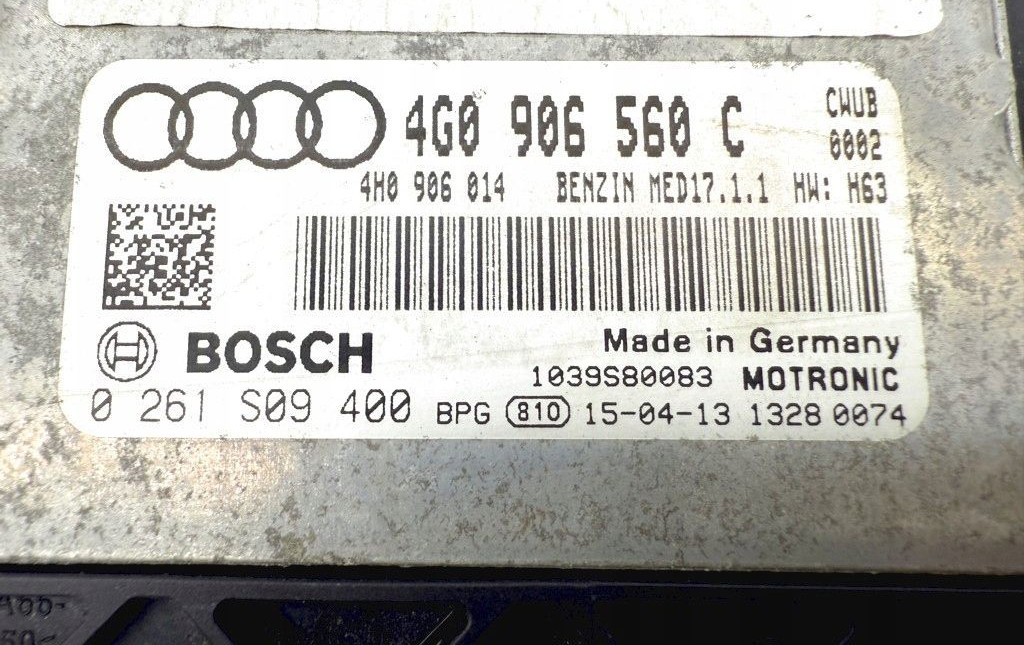 4G0 906 560 C
CWUB
0002
4H0 906 014 BENZIN MED17.1.1 HW: H63
BOSCH
Made in Germany
1039S80083 MOTRONIC
0 261 S09 400 BPG 810 15-04-13 1328 0074